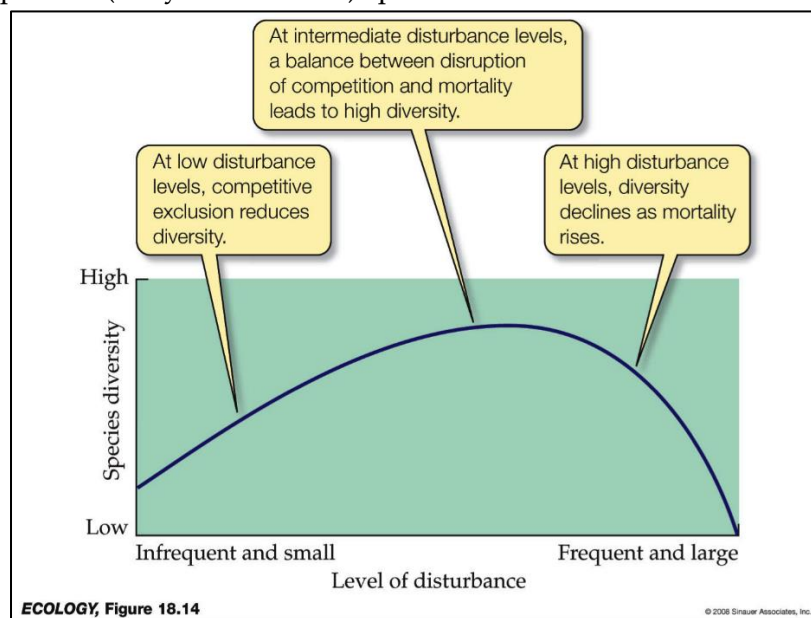 At intermediate disturbance levels,
a balance between disruption
of competition and mortality
leads to high diversity.
At low disturbance
levels, competitive
exclusion reduces
diversity.
At high disturbance
levels, diversity
declines as mortality
rises.
High
Species diversity
Low
Infrequent and small
Frequent and large
Level of disturbance
ECOLOGY, Figure 18.14
© 2008 Sinauer Associates, Inc.